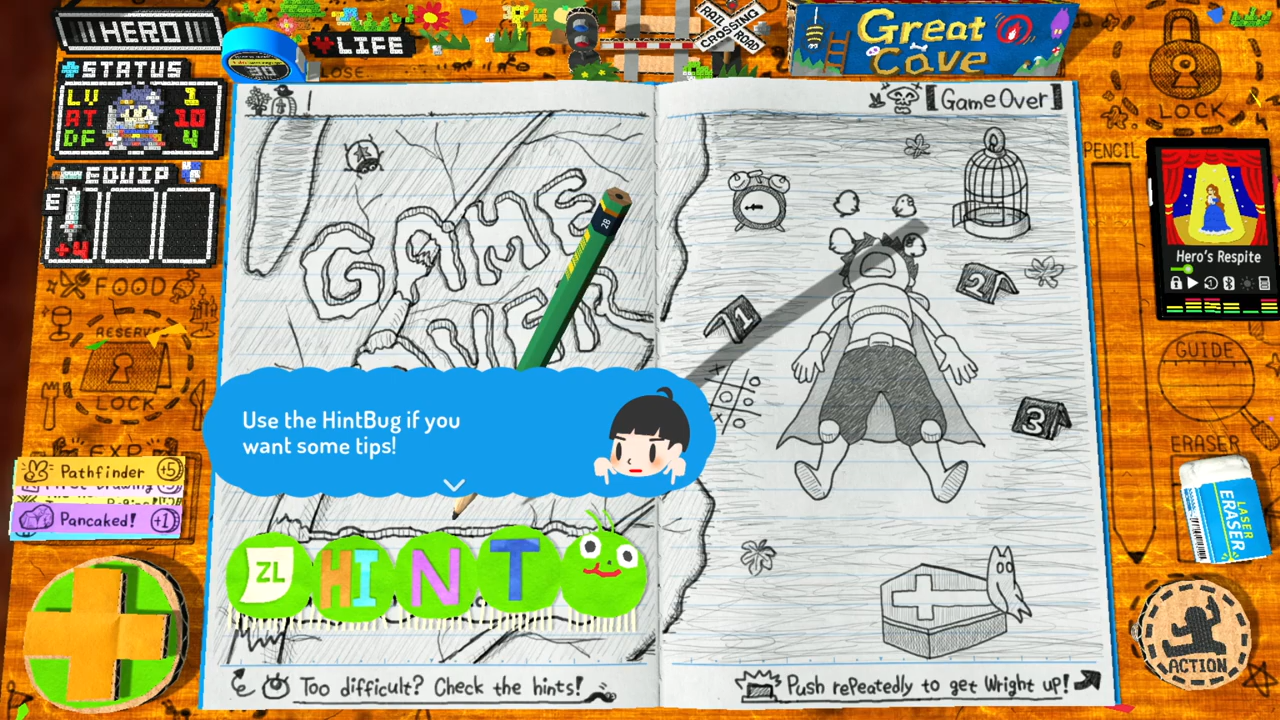 HERO
LIFE
LOSE
30
RAIL CROSSING
CROSS ROAD
Great
Cave
STATUS
LV 1
AT 10
DF 4
EQUIP
E
+4
FOOD
RESERVE
LOCK
EXP
Pathfinder +5
Pancaked! +1
1
[Game Over]
GAME
2B
1
2
3
Use the HintBug if you
want some tips!
ZL HINT
Too difficult? Check the hints!
Push repeatedly to get Wright up!
LOCK
PENCIL
Hero's Respite
GUIDE
ERASER
LASER
ERASER
ACTION